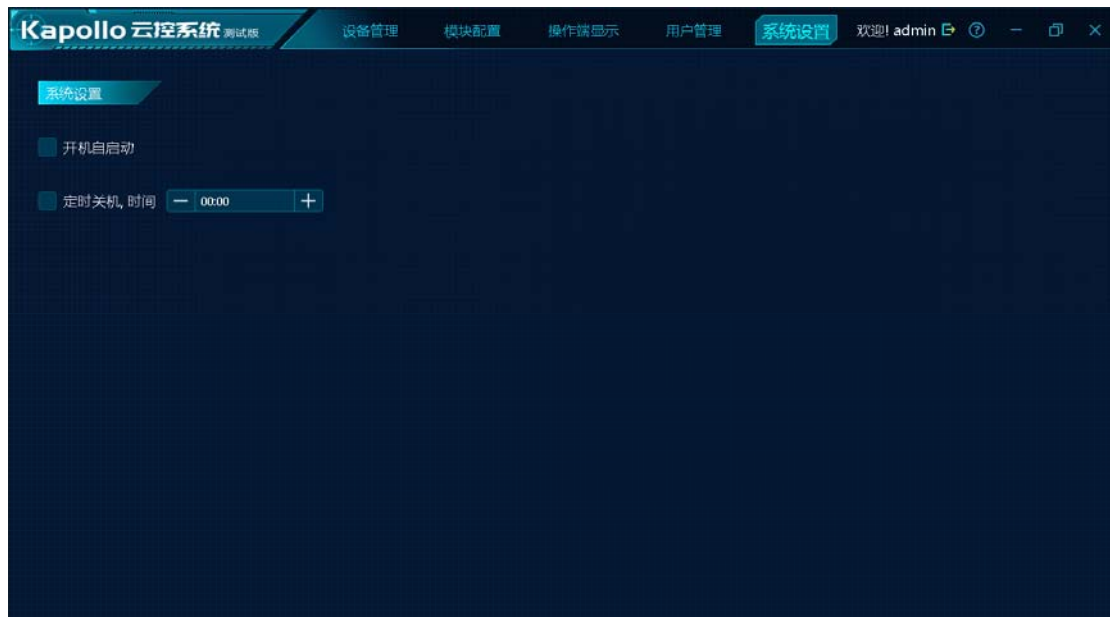 Kapollo 云控系统 测试版 设备管理 模块配置 操作端显示 用户管理 系统设置 欢迎! admin
系统设置
开机自启动
定时关机, 时间 00:00